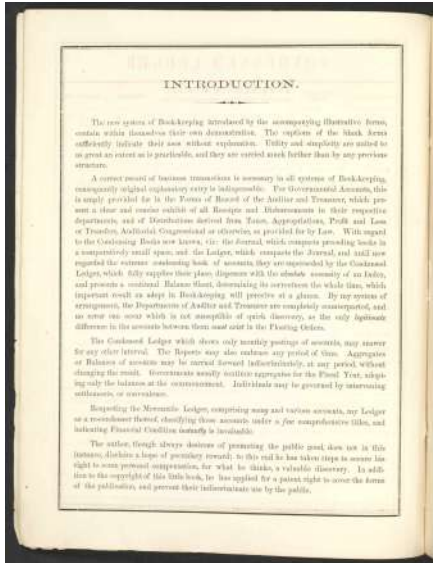 INTRODUCTION.
The new system of Book-keeping introduced by the accompanying illustrative forms,
contain within themselves their own demonstration. The captions of the blank forms
sufficiently indicate their uses without explanation. Utility and simplicity are united to
as great an extent as is practicable, and they are carried much further than by any previous
structure.
A correct record of business transactions is necessary in all systems of Book-keeping,
consequently original explanatory entry is indispensable. For Governmental Accounts, this
is amply provided for in the Forms of Record of the Auditor and Treasurer, which pre-
sent a clear and concise exhibit of all Receipts and Disbursements in their respective
departments, and of Distributions derived from Taxes, Appropriations, Profit and Loss
or Transfers, Auditorial, Congressional or otherwise, as provided for by Law. With regard
to the Condensing Books now known, viz: the Journal, which compacts preceding books in
a comparatively small space, and the Ledger, which compacts the Journal, and until now
regarded the extreme condensing book of accounts, they are superseded by the Condensed
Ledger, which fully supplies their place, dispenses with the absolute necessity of an Index,
and presents a continual Balance Sheet, determining its correctness the whole time, which
important result an adept in Book-keeping will perceive at a glance. By my system of
arrangement, the Departments of Auditor and Treasurer are completely counterparted, and
no error can occur which is not susceptible of quick discovery, as the only legitimate
difference in the accounts between them must exist in the Floating Orders.
The Condensed Ledger which shows only monthly postings of accounts, may answer
for any other interval. The Reports may also embrace any period of time. Aggregates
or Balances of accounts may be carried forward indiscriminately, at any period, without
changing the result. Governments usually continue aggregates for the Fiscal Year, adopt-
ing only the balances at the commencement. Individuals may be governed by intervening
settlements, or convenience.
Respecting the Mercantile Ledger, comprising many and various accounts, my Ledger
as a recondenser thereof, classifying those accounts under a few comprehensive titles, and
indicating Financial Condition instantly is invaluable.
The author, though always desirous of promoting the public good, does not in this
instance, disclaim a hope of pecuniary reward; to this end he has taken steps to secure his
right to some personal compensation, for what he thinks, a valuable discovery. In addi-
tion to the copyright of this little book, he has applied for a patent right to cover the forms
of the publication, and prevent their indiscriminate use by the public.